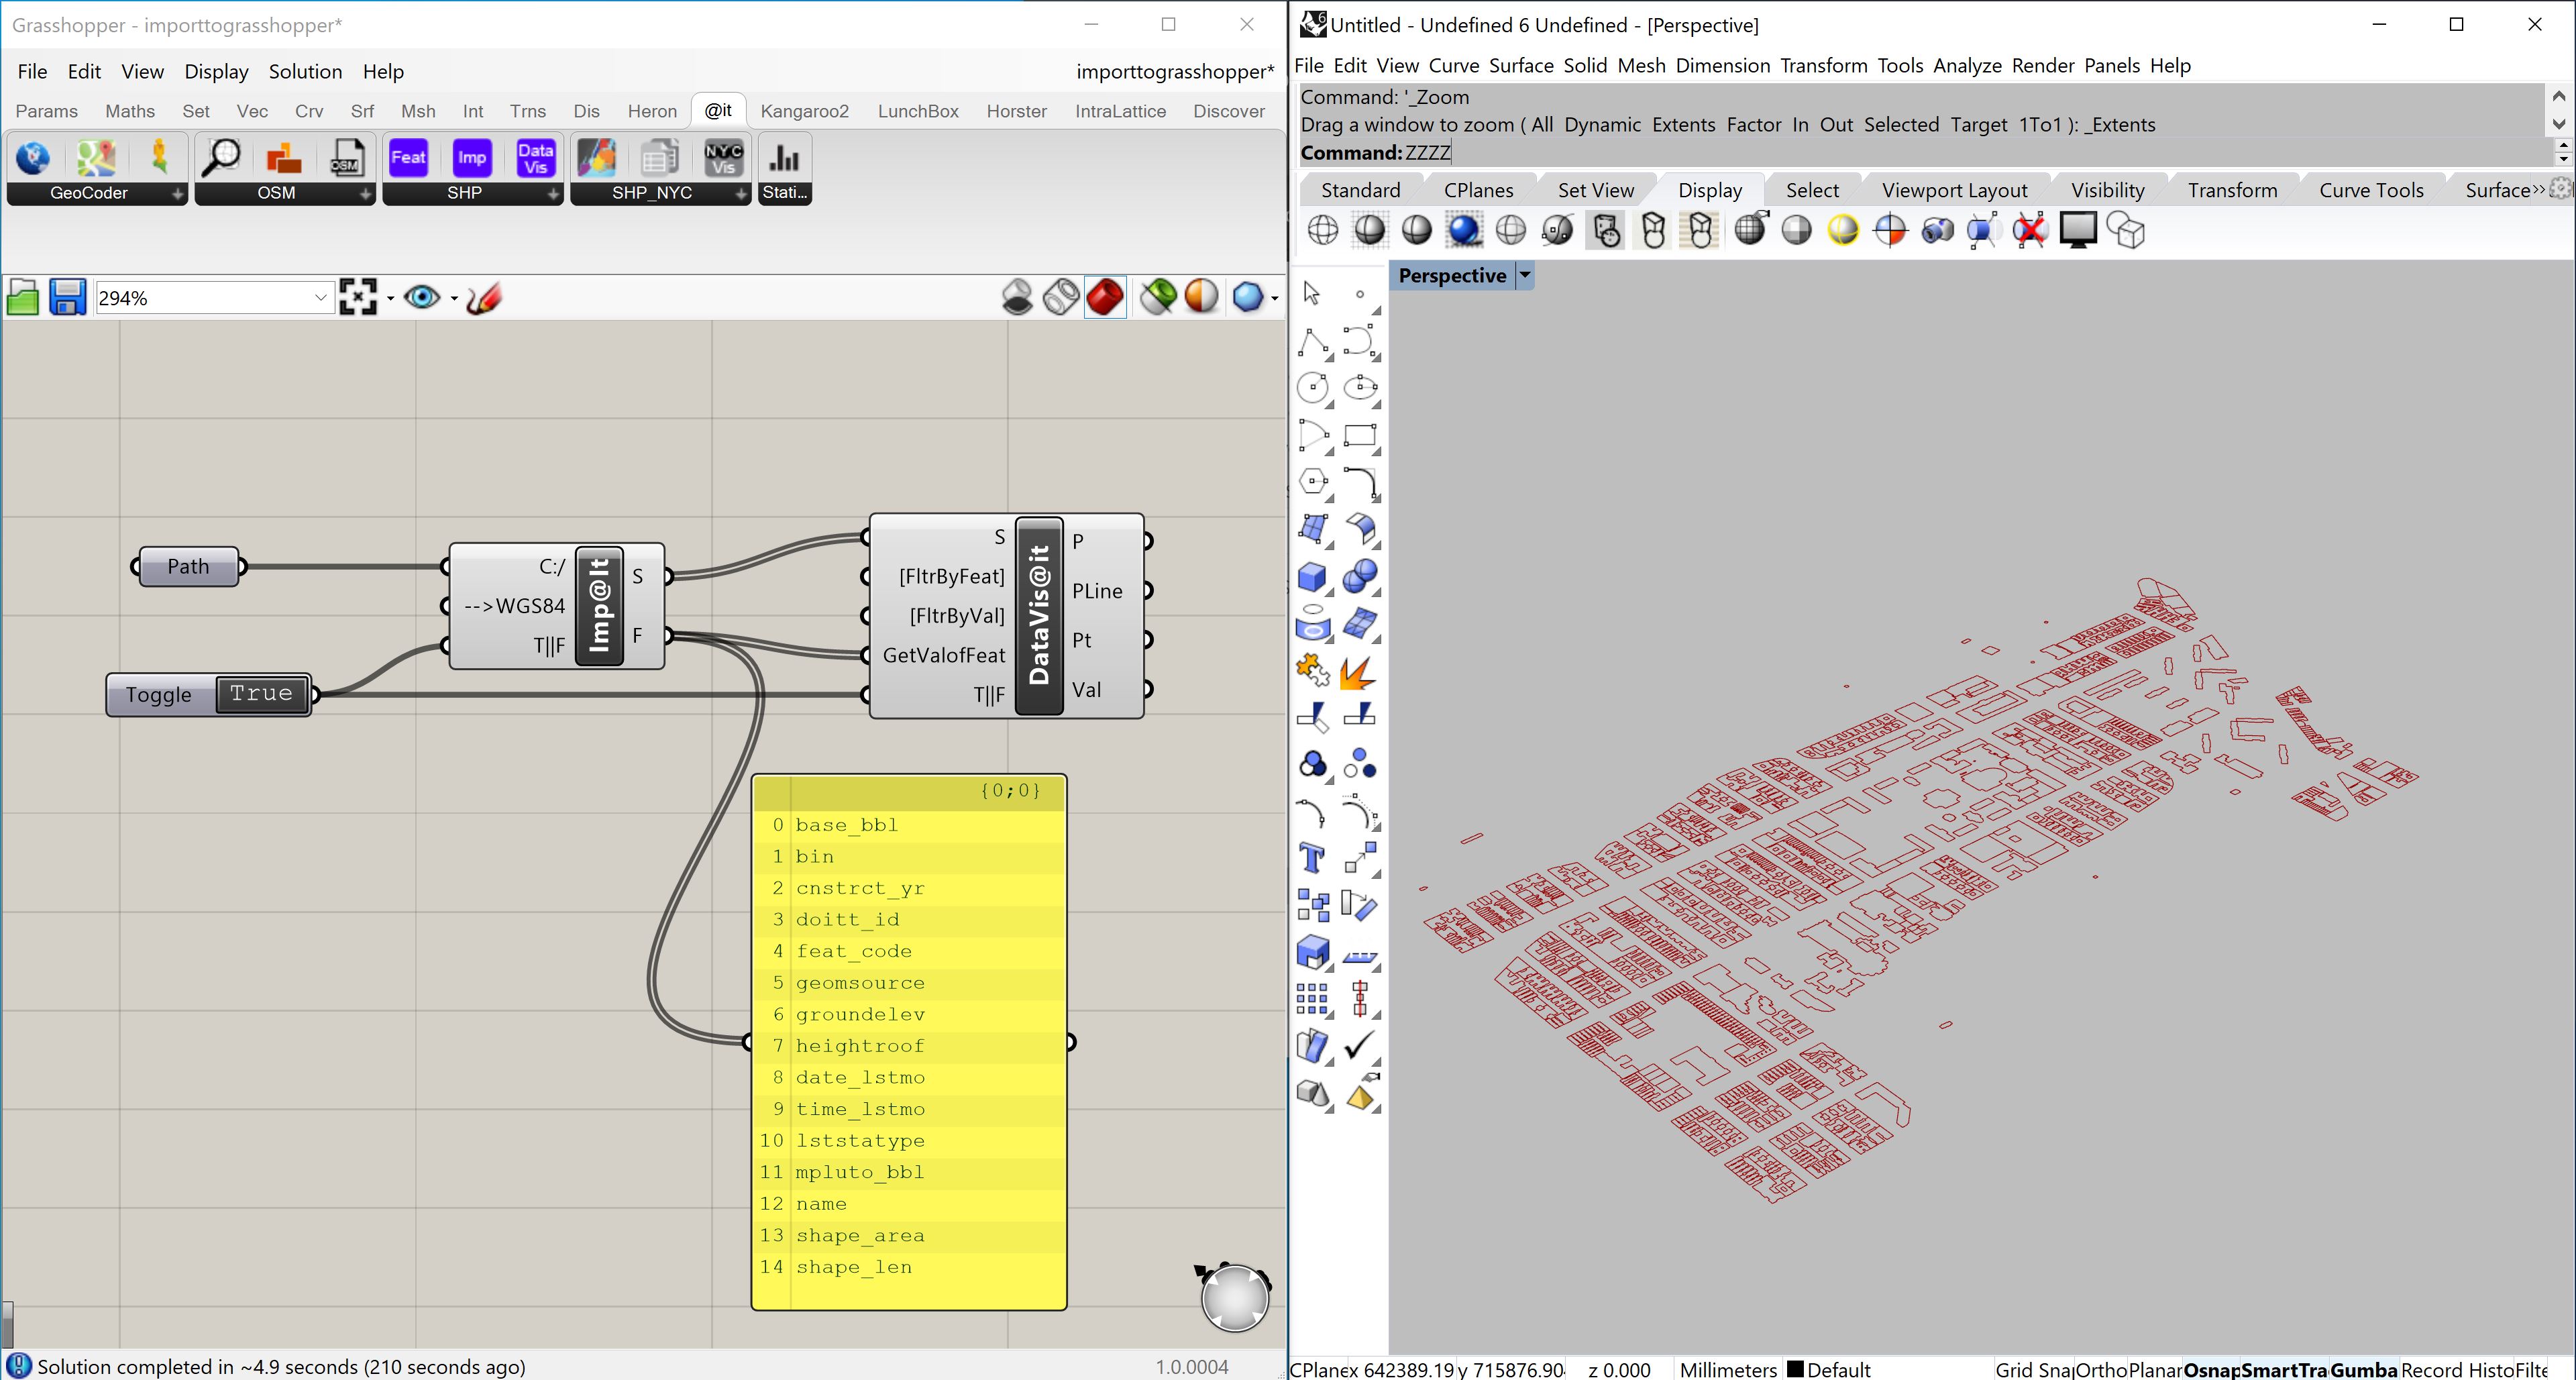 Grasshopper - importtograsshopper*
File Edit View Display Solution Help
importtograsshopper*
Params Maths Set Vec Crv Srf Msh Int Trns Dis Heron @it Kangaroo2 LunchBox Horster IntraLattice Discover
OSM Feat Imp Data Vis NYC Vis
GeoCoder OSM SHP SHP_NYC Stati...
294%
Path
C:/
-->WGS84
T||F
Imp@It
S
F
Toggle True
S
[FltrByFeat]
[FltrByVal]
GetValofFeat
T||F
DataVis@it
P
PLine
Pt
Val
{0;0}
0 base_bbl
1 bin
2 cnstrct_yr
3 doitt_id
4 feat_code
5 geomsource
6 groundelev
7 heightroof
8 date_lstmo
9 time_lstmo
10 lststatype
11 mpluto_bbl
12 name
13 shape_area
14 shape_len
Solution completed in ~4.9 seconds (210 seconds ago)
1.0.0004
Untitled - Undefined 6 Undefined - [Perspective]
File Edit View Curve Surface Solid Mesh Dimension Transform Tools Analyze Render Panels Help
Command: '_Zoom
Drag a window to zoom ( All Dynamic Extents Factor In Out Selected Target 1To1 ): _Extents
Command: ZZZZ
Standard CPlanes Set View Display Select Viewport Layout Visibility Transform Curve Tools Surface
Perspective
CPlane x 642389.19 y 715876.90 z 0.000 Millimeters Default Grid Snap Ortho Planar Osnap SmartTra Gumba Record Histo Filte